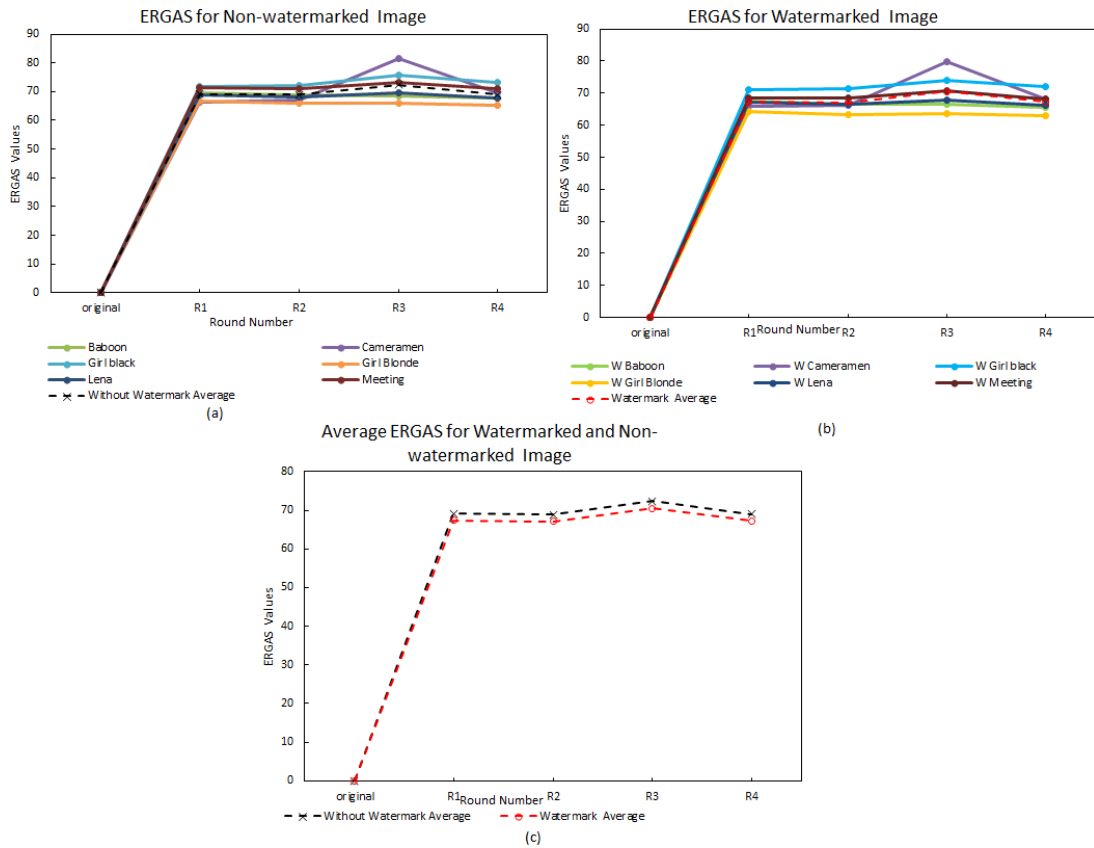 ERGAS for Non-watermarked Image
90
80
70
60
50
40
30
20
10
0
ERGAS Values
original R1 R2 R3 R4
Round Number
Baboon Cameramen
Girl black Girl Blonde
Lena Meeting
Without Watermark Average
(a)
ERGAS for Watermarked Image
90
80
70
60
50
40
30
20
10
0
ERGAS Values
original R1 R2 R3 R4
Round Number
W Baboon W Cameramen W Girl black
W Girl Blonde W Lena W Meeting
Watermark Average
(b)
Average ERGAS for Watermarked and Non-
watermarked Image
80
70
60
50
40
30
20
10
0
ERGAS Values
original R1 R2 R3 R4
Round Number
Without Watermark Average Watermark Average
(c)